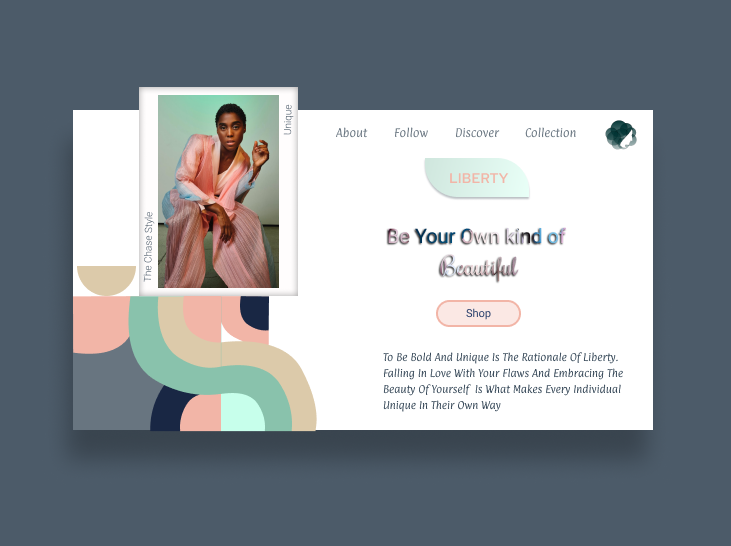 Unique
The Chase Style
About Follow Discover Collection
LIBERTY
Be Your Own kind of
Beautiful
Shop
To Be Bold And Unique Is The Rationale Of Liberty.
Falling In Love With Your Flaws And Embracing The
Beauty Of Yourself Is What Makes Every Individual
Unique In Their Own Way